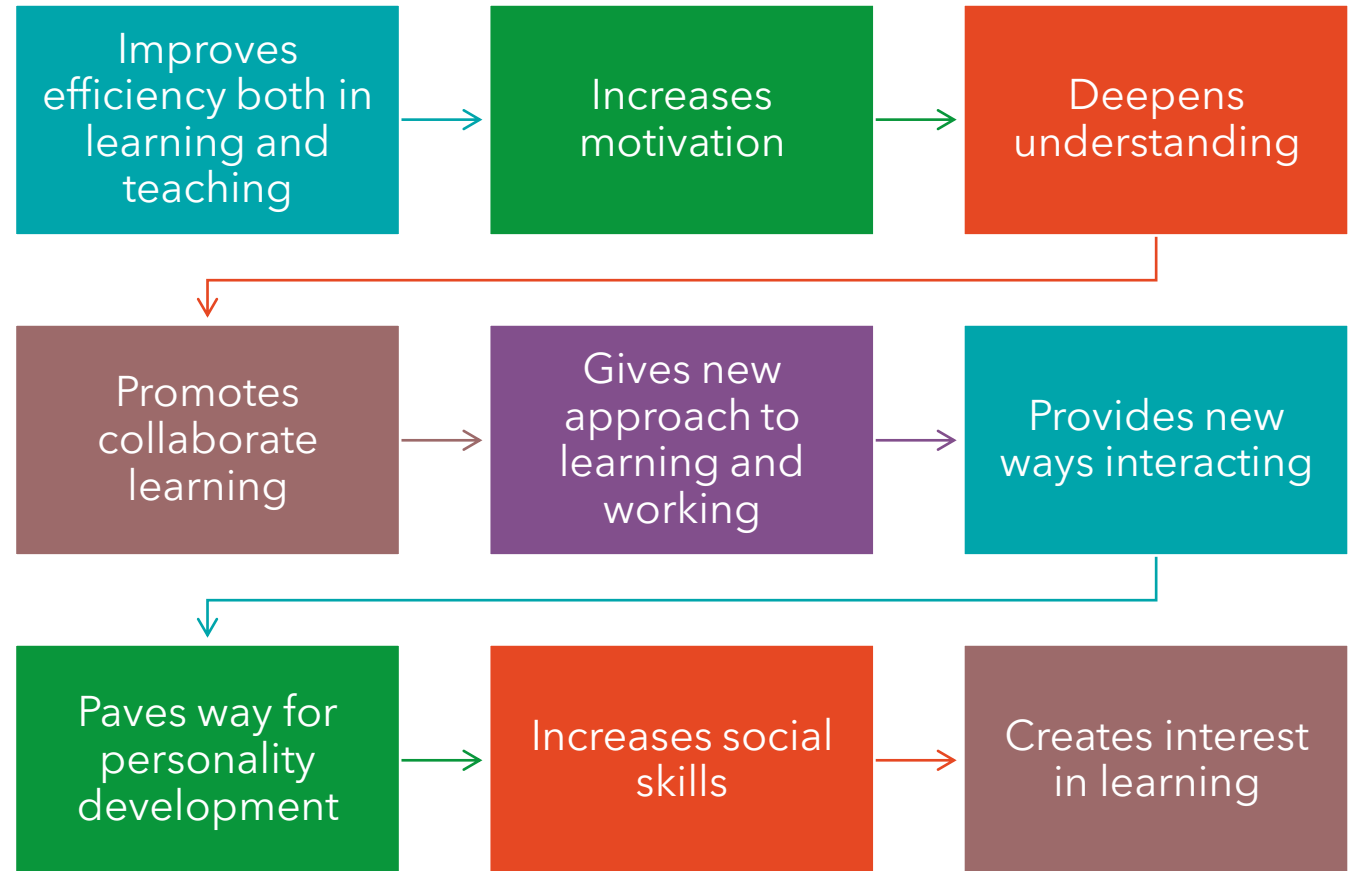 Improves
efficiency both in
learning and
teaching
Increases
motivation
Deepens
understanding
Promotes
collaborate
learning
Gives new
approach to
learning and
working
Provides new
ways interacting
Paves way for
personality
development
Increases social
skills
Creates interest
in learning